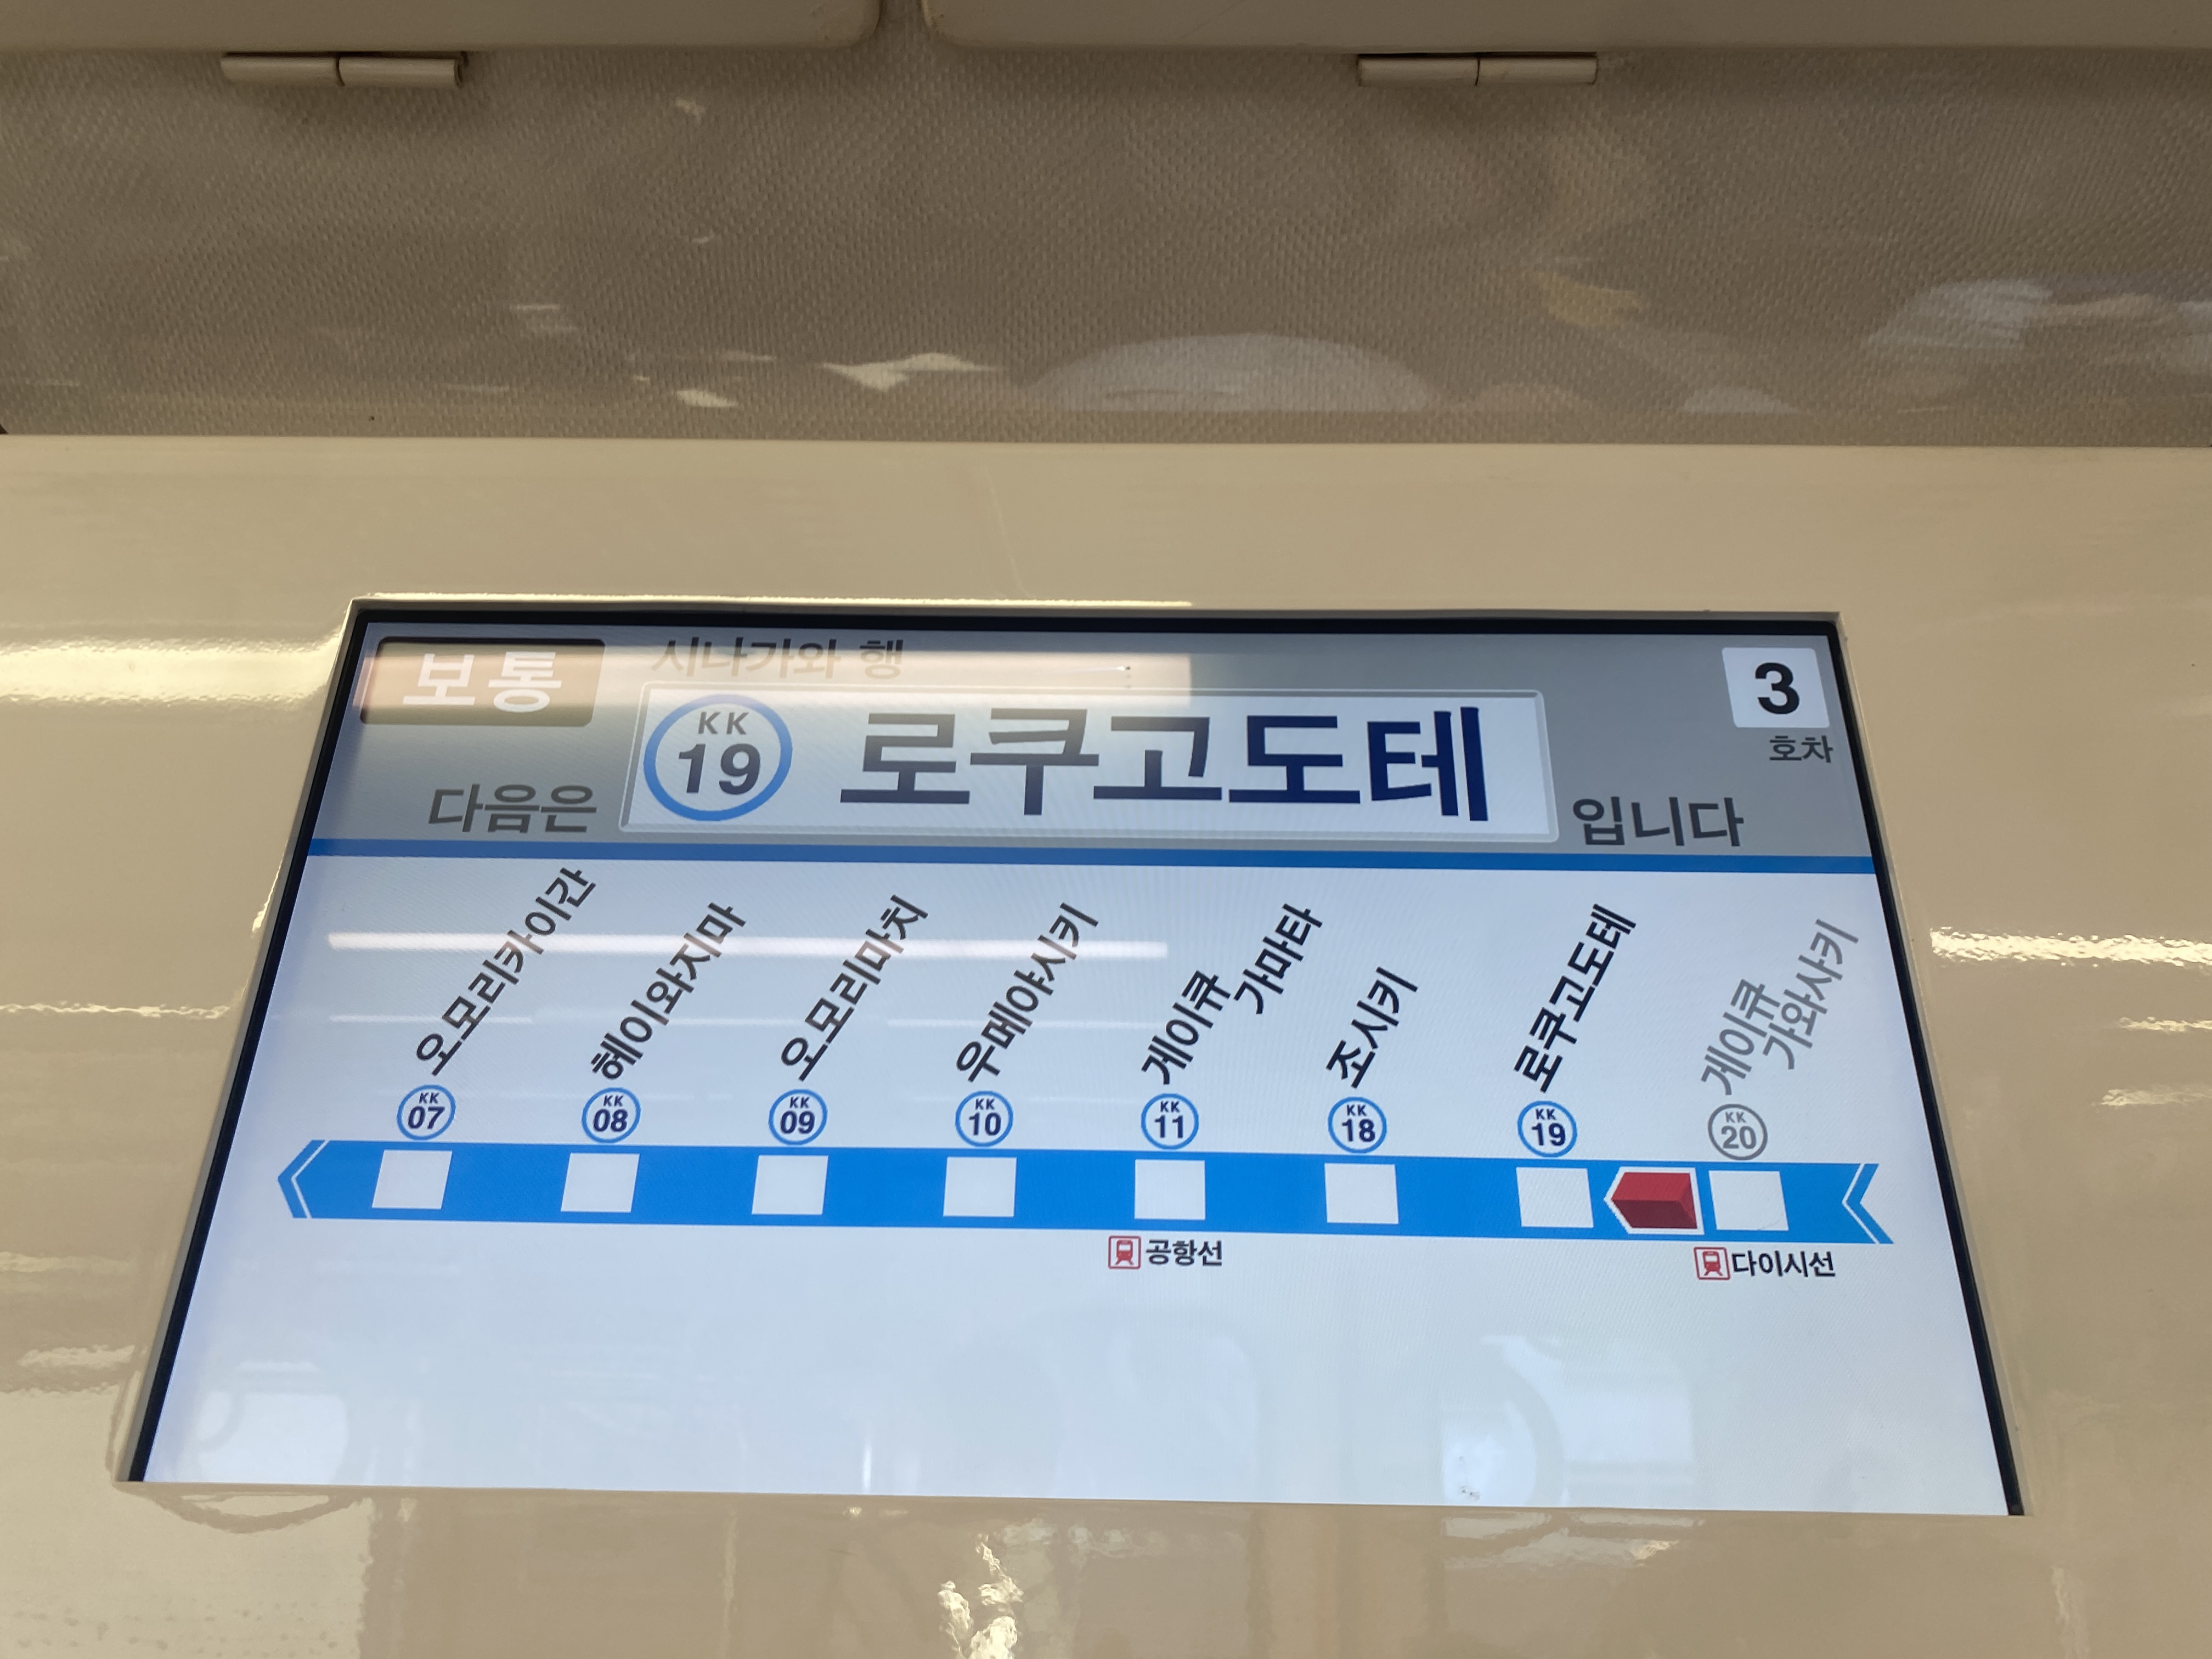 보통
시나가와 행
3
호차
다음은
KK
19
로쿠고도테
입니다
오모리카이간
헤이와지마
오모리마치
우메야시키
게이큐
가마타
조시키
로쿠고도테
게이큐
가와사키
KK
07
KK
08
KK
09
KK
10
KK
11
KK
18
KK
19
KK
20
공항선
다이시선